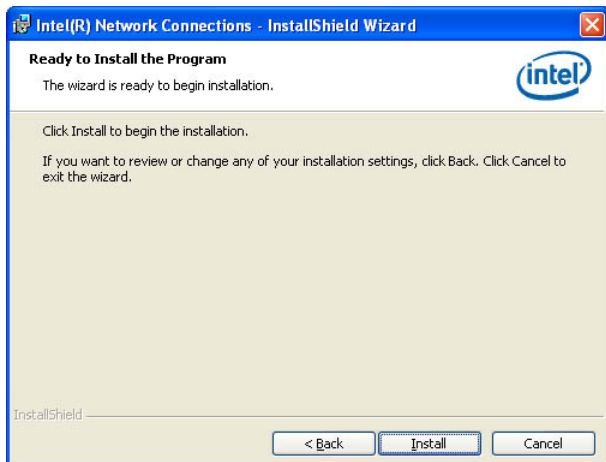 Intel(R) Network Connections - InstallShield Wizard
Ready to Install the Program
The wizard is ready to begin installation.
intel
Click Install to begin the installation.
If you want to review or change any of your installation settings, click Back. Click Cancel to
exit the wizard.
InstallShield
< Back
Install
Cancel